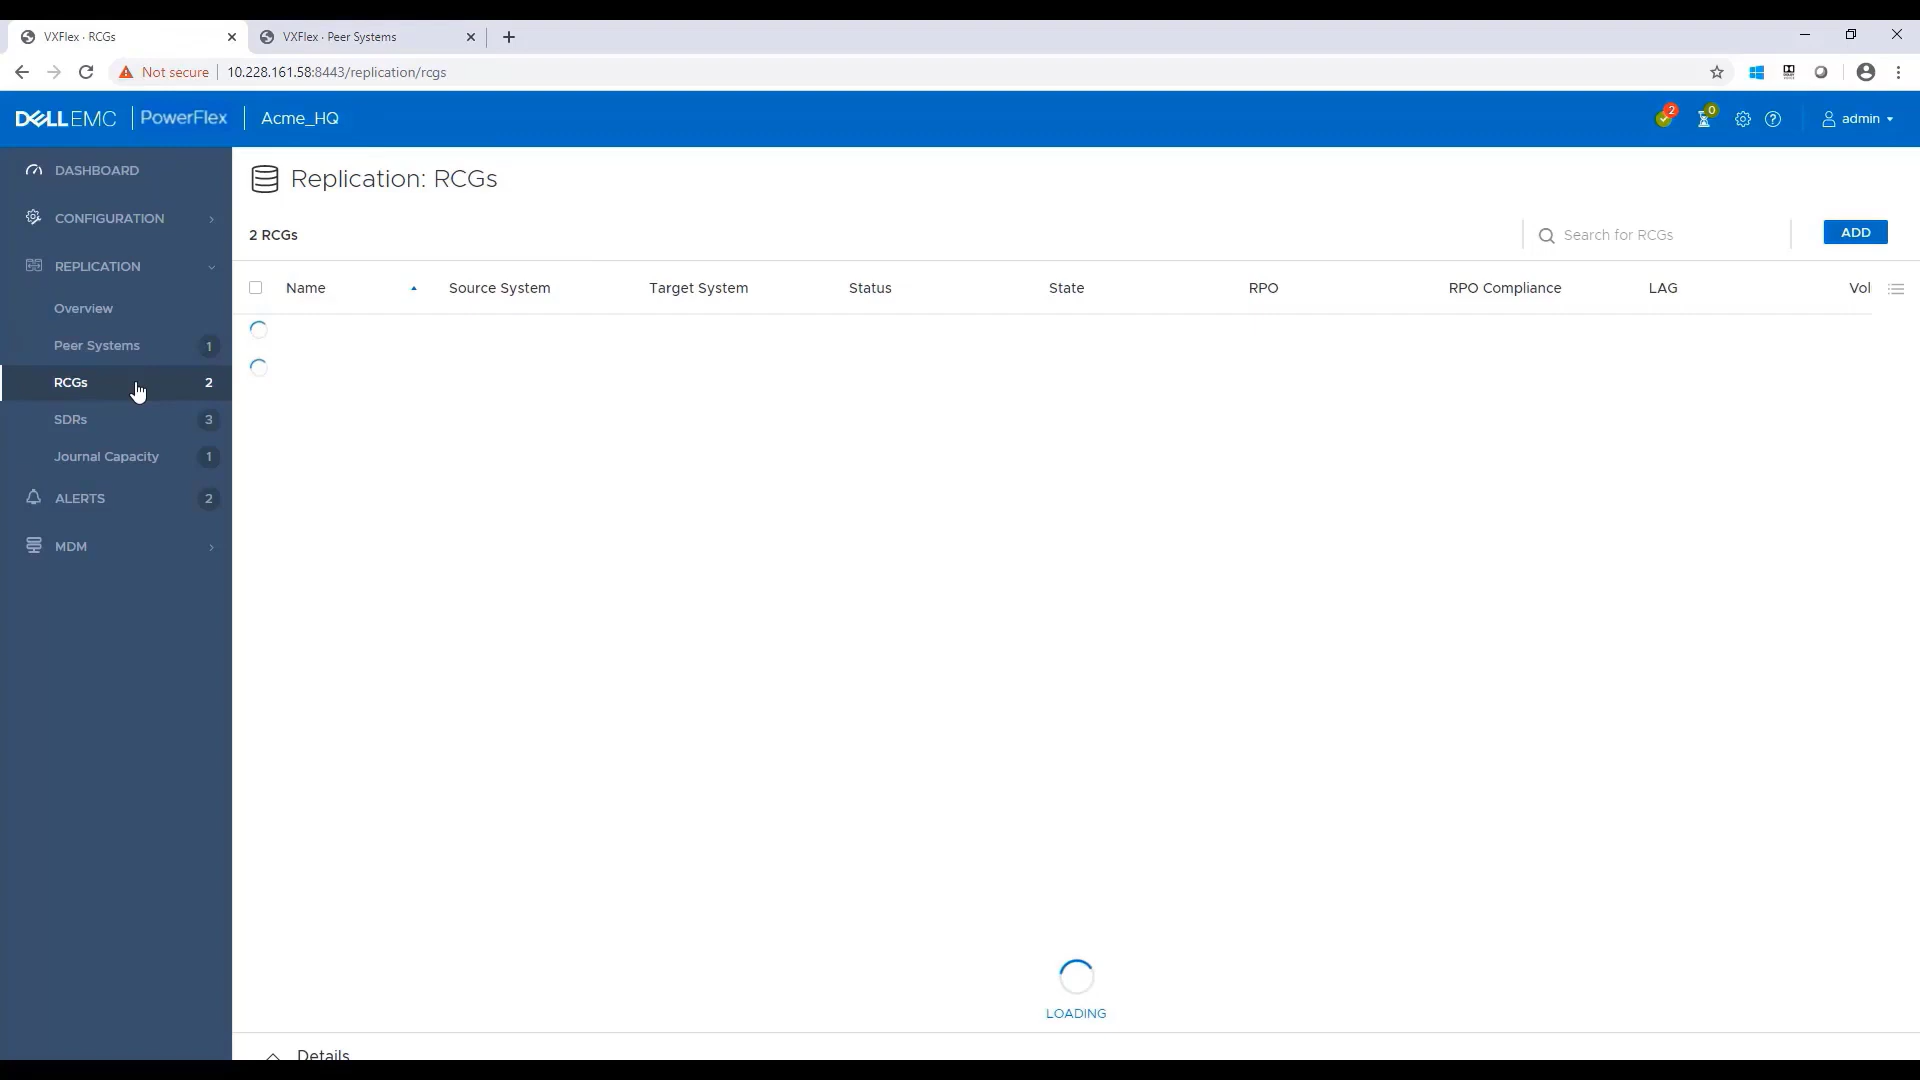 VXFlex - RCGs
VXFlex - Peer Systems
Not secure
10.228.161.58:8443/replication/rcgs
DELLEMC
PowerFlex
Acme_HQ
2
0
admin
DASHBOARD
CONFIGURATION
REPLICATION
Overview
Peer Systems 1
RCGs 2
SDRs 3
Journal Capacity 1
ALERTS 2
MDM
Replication: RCGs
2 RCGs
Search for RCGs
ADD
Name
Source System
Target System
Status
State
RPO
RPO Compliance
LAG
Vol
LOADING
Details